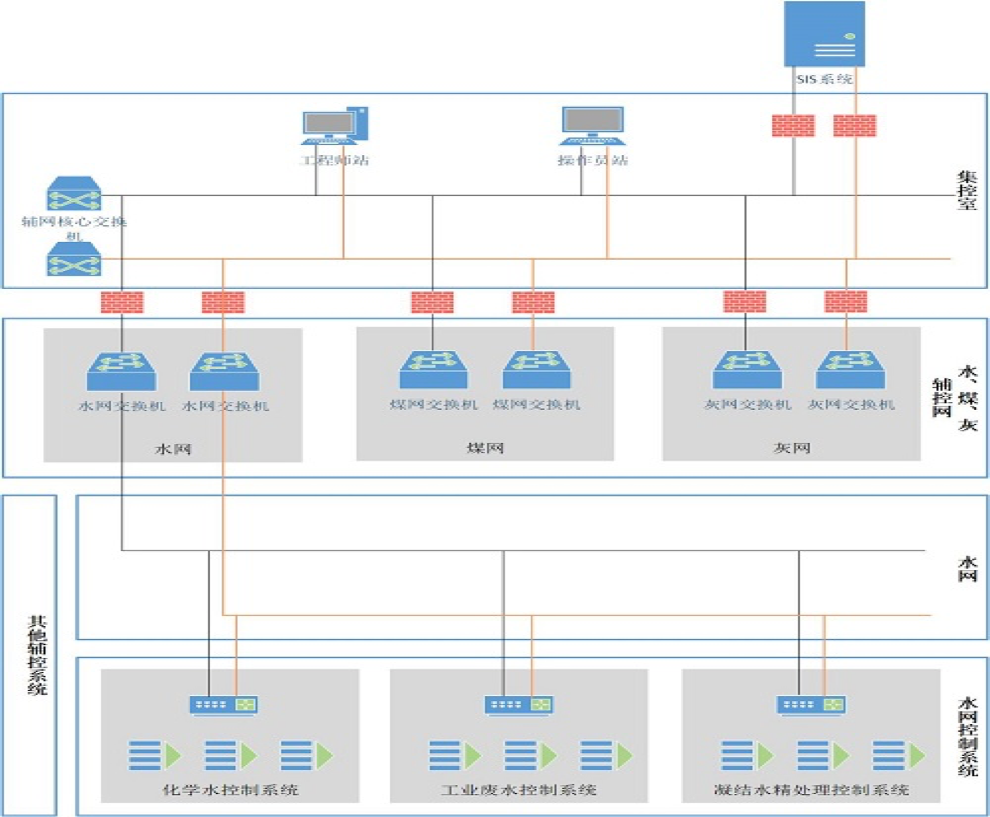 SIS系统
工程师站
操作员站
集控室
辅网核心交换
机
水网交换机
水网交换机
煤网交换机
煤网交换机
灰网交换机
灰网交换机
水网
煤网
灰网
水、煤、灰
辅控网
水网
其他辅控系统
水网控制系统
化学水控制系统
工业废水控制系统
凝结水精处理控制系统